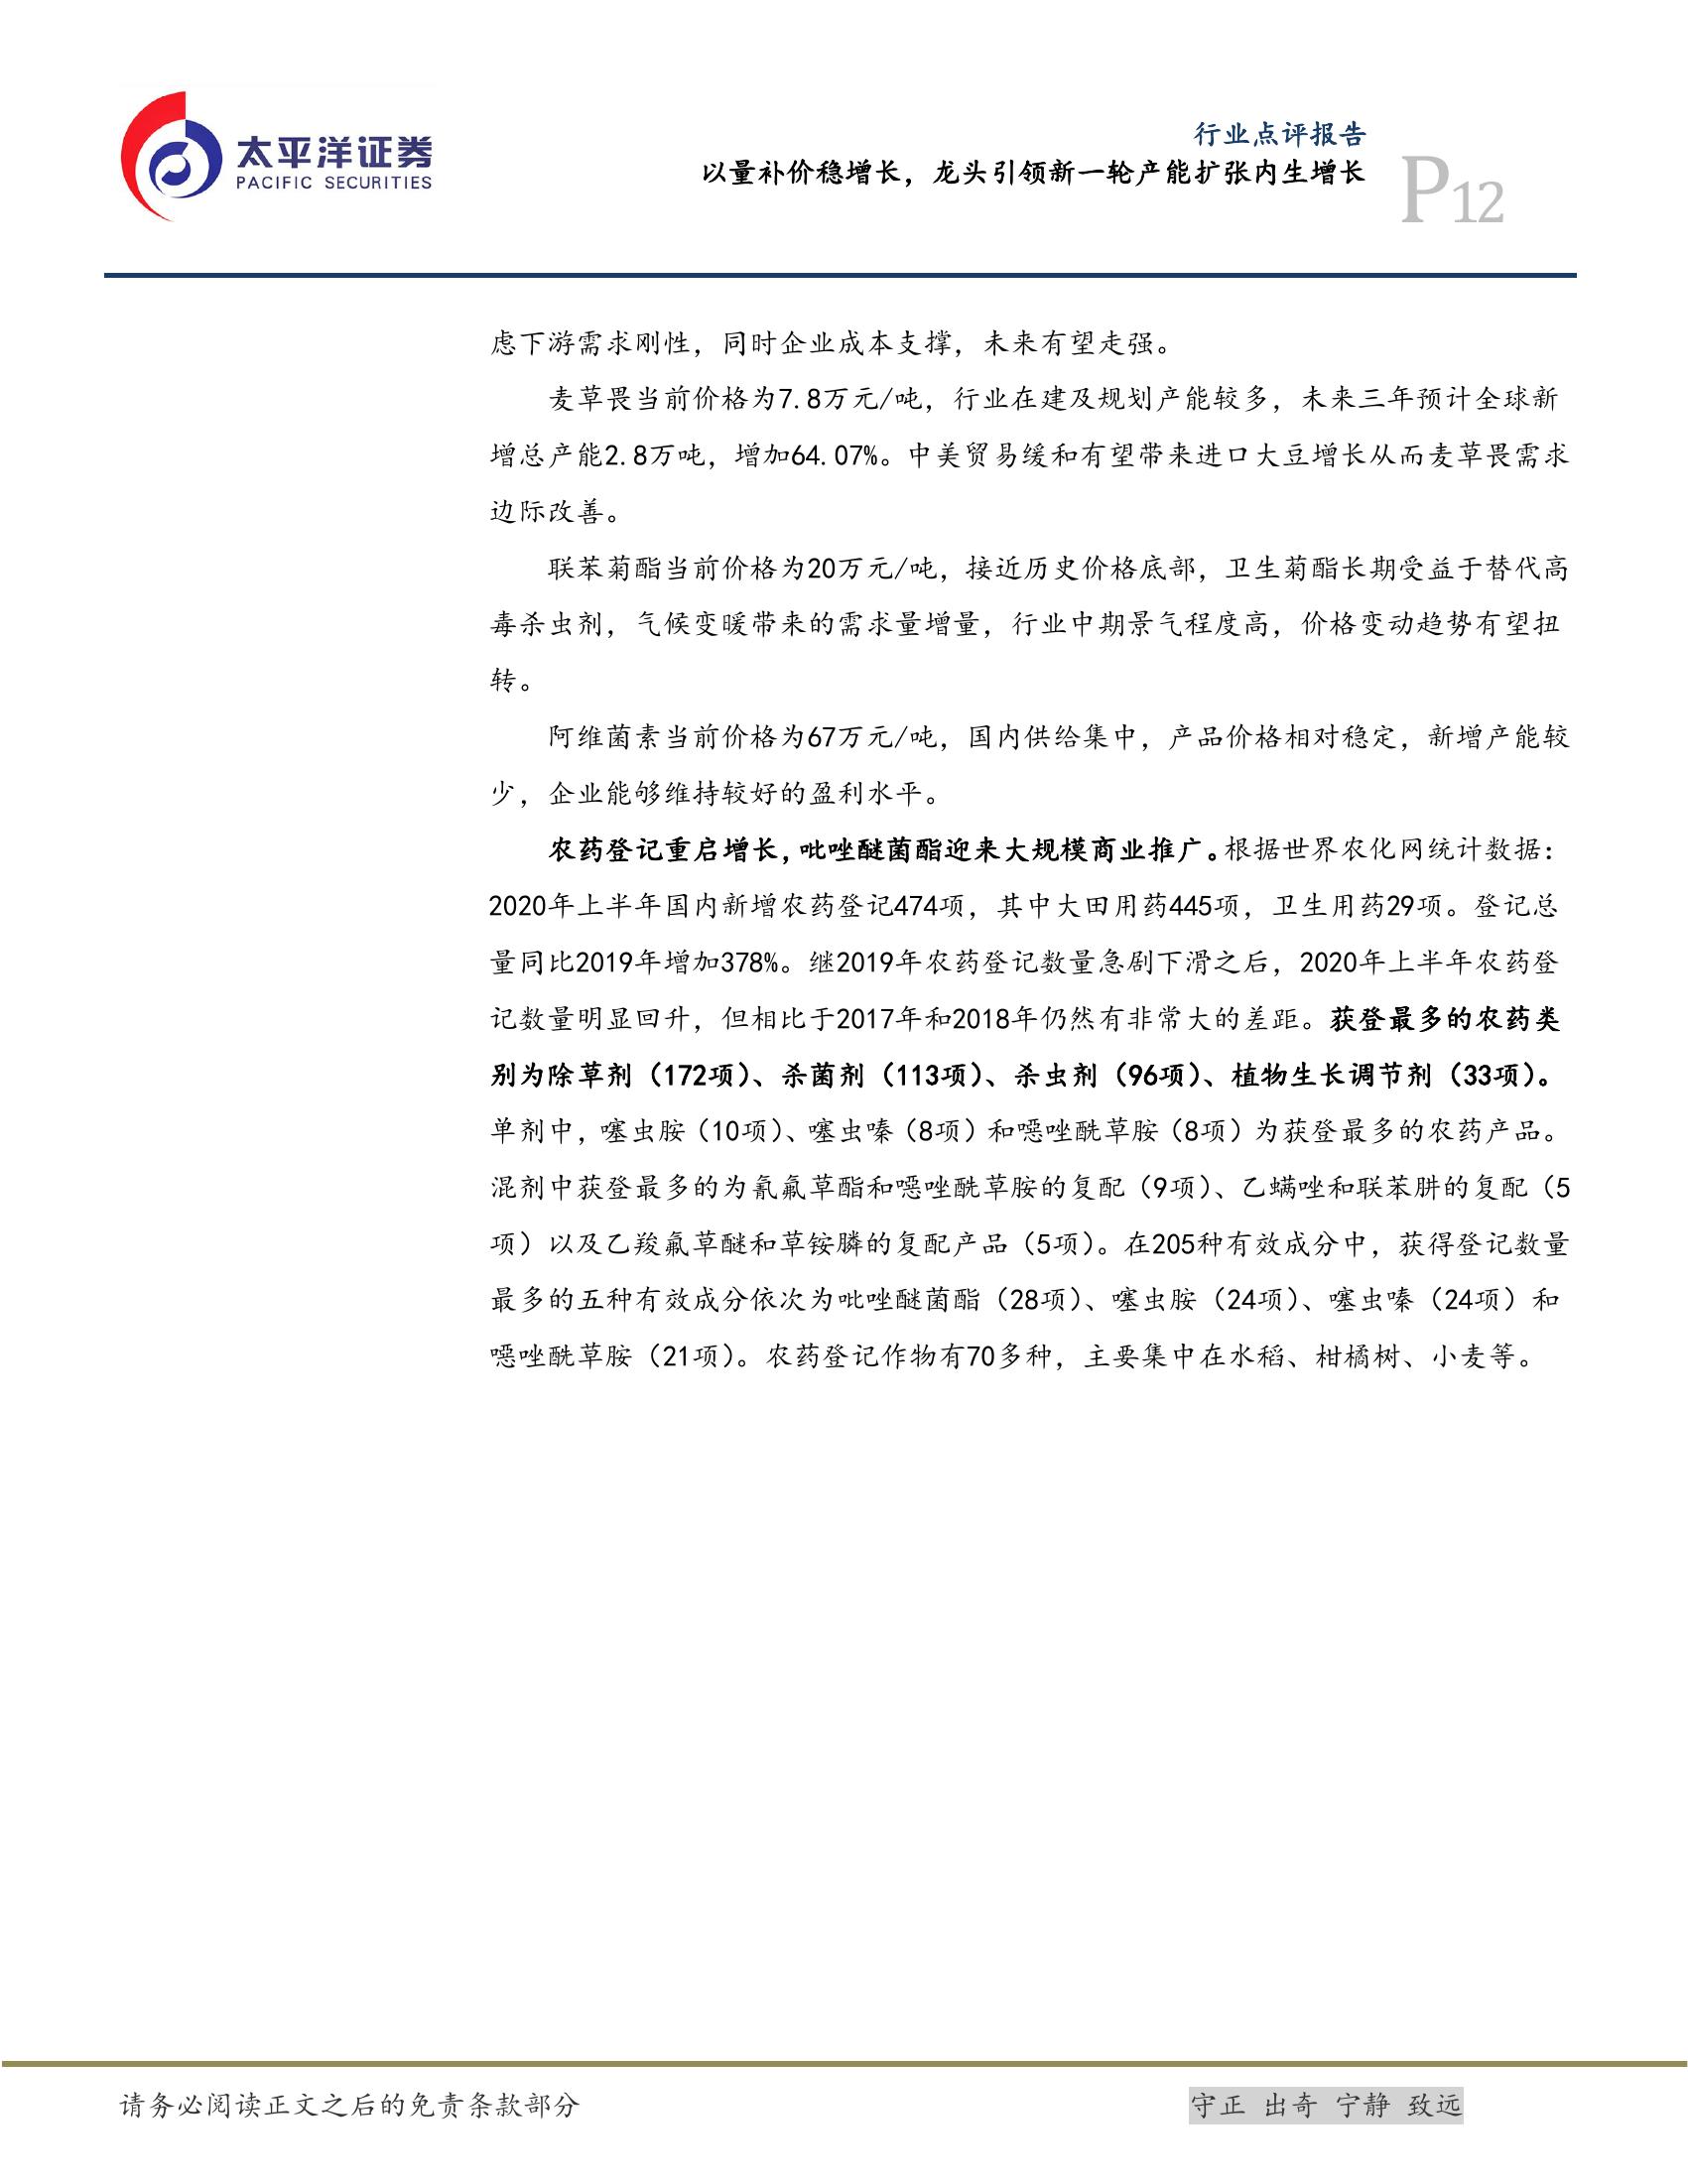 太平洋证券
PACIFIC SECURITIES
行业点评报告
以量补价稳增长，龙头引领新一轮产能扩张内生增长
P12
虑下游需求刚性，同时企业成本支撑，未来有望走强。
麦草畏当前价格为7.8万元/吨，行业在建及规划产能较多，未来三年预计全球新
增总产能2.8万吨，增加64.07%。中美贸易缓和有望带来进口大豆增长从而麦草畏需求
边际改善。
联苯菊酯当前价格为20万元/吨，接近历史价格底部，卫生菊酯长期受益于替代高
毒杀虫剂，气候变暖带来的需求量增量，行业中期景气程度高，价格变动趋势有望扭
转。
阿维菌素当前价格为67万元/吨，国内供给集中，产品价格相对稳定，新增产能较
少，企业能够维持较好的盈利水平。
农药登记重启增长，吡唑醚菌酯迎来大规模商业推广。根据世界农化网统计数据：
2020年上半年国内新增农药登记474项，其中大田用药445项，卫生用药29项。登记总
量同比2019年增加378%。继2019年农药登记数量急剧下滑之后，2020年上半年农药登
记数量明显回升，但相比于2017年和2018年仍然有非常大的差距。获登最多的农药类
别为除草剂（172项）、杀菌剂（113项）、杀虫剂（96项）、植物生长调节剂（33项）。
单剂中，噻虫胺（10项）、噻虫嗪（8项）和噁唑酰草胺（8项）为获登最多的农药产品。
混剂中获登最多的为氰氟草酯和噁唑酰草胺的复配（9项）、乙螨唑和联苯肼的复配（5
项）以及乙羧氟草醚和草铵膦的复配产品（5项）。在205种有效成分中，获得登记数量
最多的五种有效成分依次为吡唑醚菌酯（28项）、噻虫胺（24项）、噻虫嗪（24项）和
噁唑酰草胺（21项）。农药登记作物有70多种，主要集中在水稻、柑橘树、小麦等。
请务必阅读正文之后的免责条款部分
守正 出奇 宁静 致远